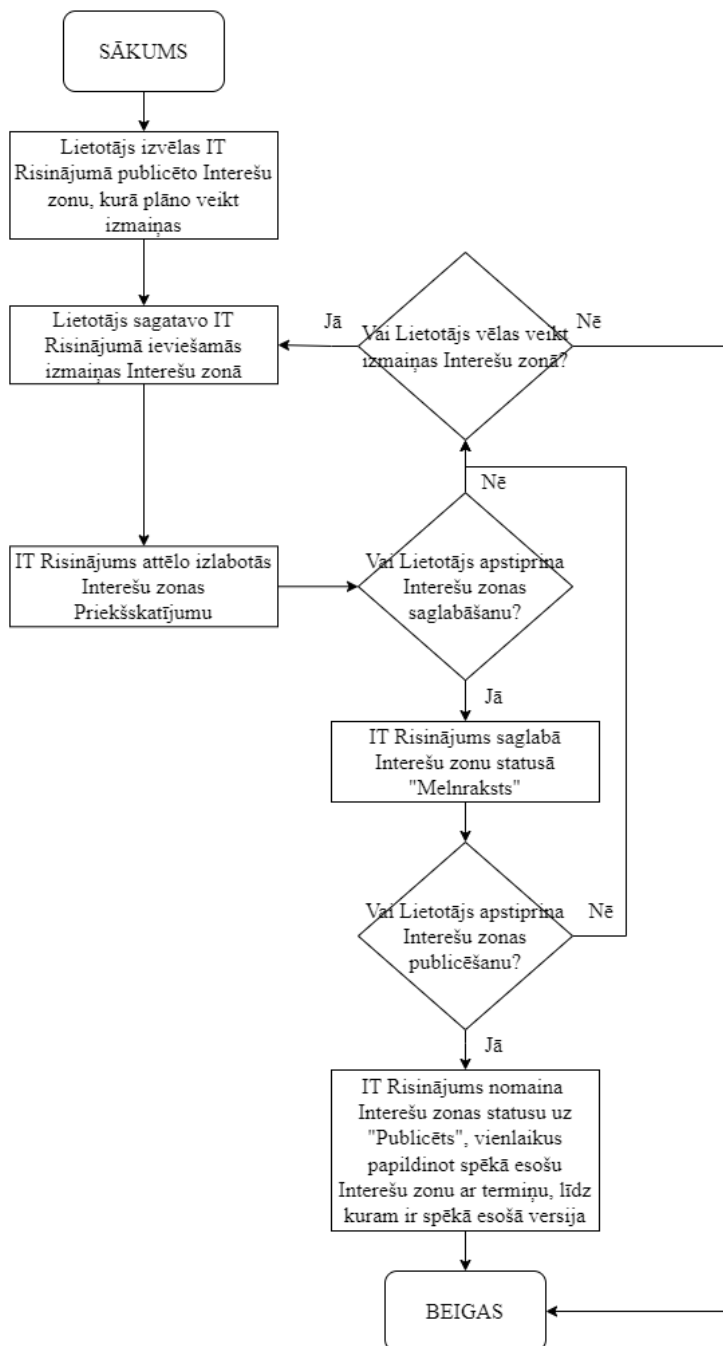 SĀKUMS
Lietotājs izvēlas IT
Risinājumā publicēto Interešu
zonu, kurā plāno veikt
izmaiņas
Lietotājs sagatavo IT
Risinājumā ieviešamās
izmaiņas Interešu zonā
Jā
Vai Lietotājs vēlas veikt
izmaiņas Interešu zonā?
Nē
Nē
IT Risinājums attēlo izlabotās
Interešu zonas
Priekšskatījumu
Vai Lietotājs apstiprina
Interešu zonas
saglabāšanu?
Jā
IT Risinājums saglabā
Interešu zonu statusā
"Melnraksts"
Vai Lietotājs apstiprina
Interešu zonas
publicēšanu?
Nē
Jā
IT Risinājums nomaina
Interešu zonas statusu uz
"Publicēts", vienlaikus
papildinot spēkā esošu
Interešu zonu ar termiņu, līdz
kuram ir spēkā esošā versija
BEIGAS